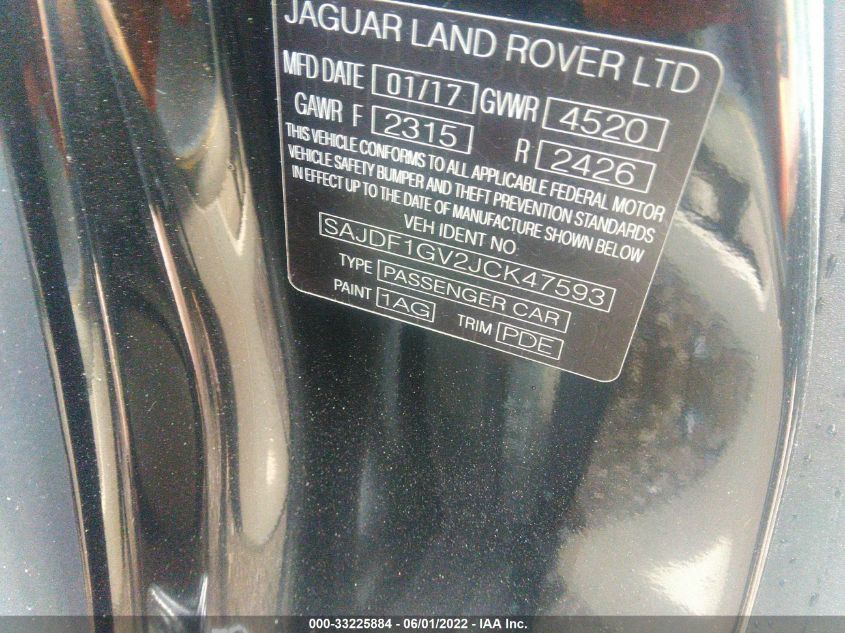 JAGUAR LAND ROVER LTD
MFD DATE 01/17 GVWR 4520
GAWR F 2315 R 2426
THIS VEHICLE CONFORMS TO ALL APPLICABLE FEDERAL MOTOR
VEHICLE SAFETY BUMPER AND THEFT PREVENTION STANDARDS
IN EFFECT UP TO THE DATE OF MANUFACTURE SHOWN BELOW
VEH IDENT NO.
SAJDF1GV2JCK47593
TYPE PASSENGER CAR
PAINT 1AG TRIM PDE
000-33225884 - 06/01/2022 - IAA Inc.